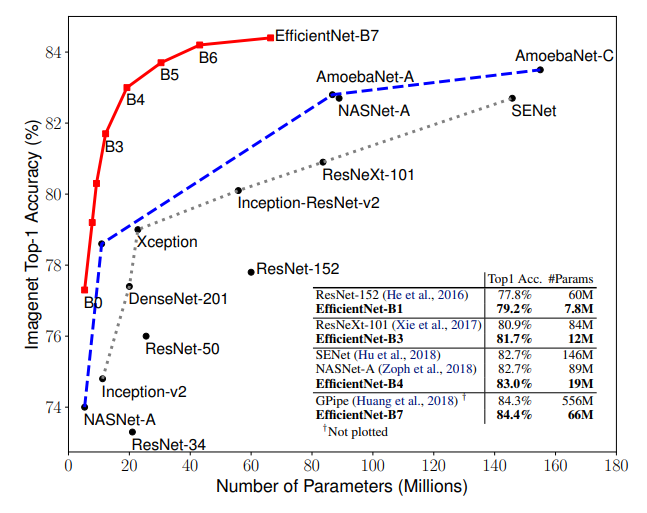 84
82
80
78
76
74
0
20
40
60
80
100
120
140
160
180
Imagenet Top-1 Accuracy (%)
Number of Parameters (Millions)
EfficientNet-B7
B6
B5
B4
B3
B0
AmoebaNet-C
AmoebaNet-A
NASNet-A
SENet
ResNeXt-101
Inception-ResNet-v2
Xception
ResNet-152
DenseNet-201
ResNet-50
Inception-v2
NASNet-A
ResNet-34
Top1 Acc. #Params
ResNet-152 (He et al., 2016) 77.8% 60M
EfficientNet-B1 79.2% 7.8M
ResNeXt-101 (Xie et al., 2017) 80.9% 84M
EfficientNet-B3 81.7% 12M
SENet (Hu et al., 2018) 82.7% 146M
NASNet-A (Zoph et al., 2018) 82.7% 89M
EfficientNet-B4 83.0% 19M
GPipe (Huang et al., 2018) † 84.3% 556M
EfficientNet-B7 84.4% 66M
†Not plotted